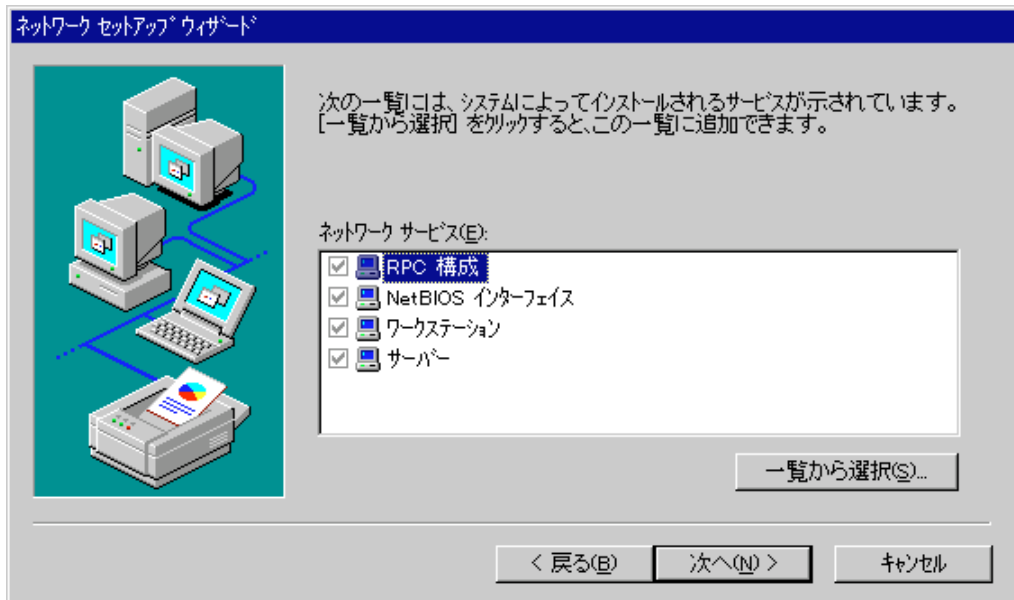 ネットワーク セットアップ ウィザード
次の一覧には、システムによってインストールされるサービスが示されています。
[一覧から選択] をクリックすると、この一覧に追加できます。
ネットワーク サービス(E):
RPC 構成
NetBIOS インターフェイス
ワークステーション
サーバー
一覧から選択(S)...
< 戻る(B)
次へ(N) >
キャンセル